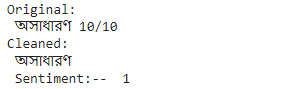 Original:
অসাধারণ 10/10
Cleaned:
অসাধারণ
Sentiment:-- 1